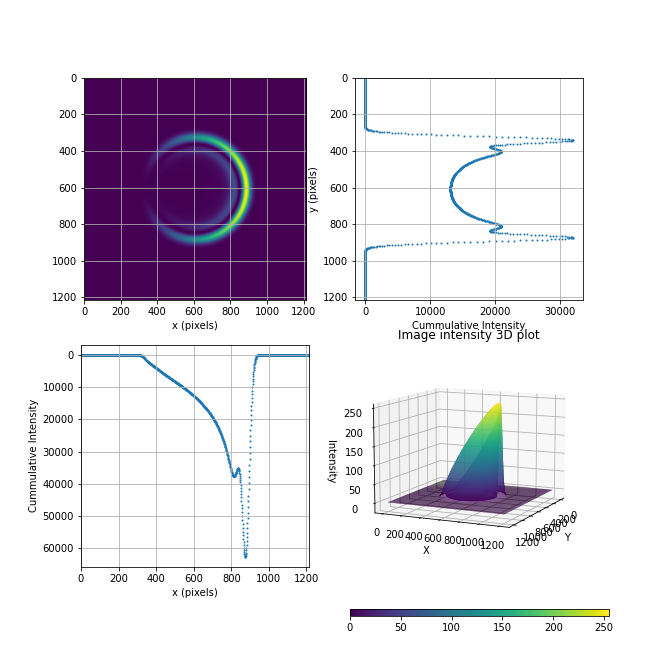 0
200
400
600
800
1000
1200
0 200 400 600 800 1000 1200
x (pixels)
y (pixels)
0
200
400
600
800
1000
1200
0 10000 20000 30000
Cummulative Intensity
Cummulative Intensity
0
10000
20000
30000
40000
50000
60000
0 200 400 600 800 1000 1200
x (pixels)
Image intensity 3D plot
Intensity
250
200
150
100
50
0
0 200 400 600 800 1000 1200
X
0
200
400
600
800
1000
1200
Y
0 50 100 150 200 250